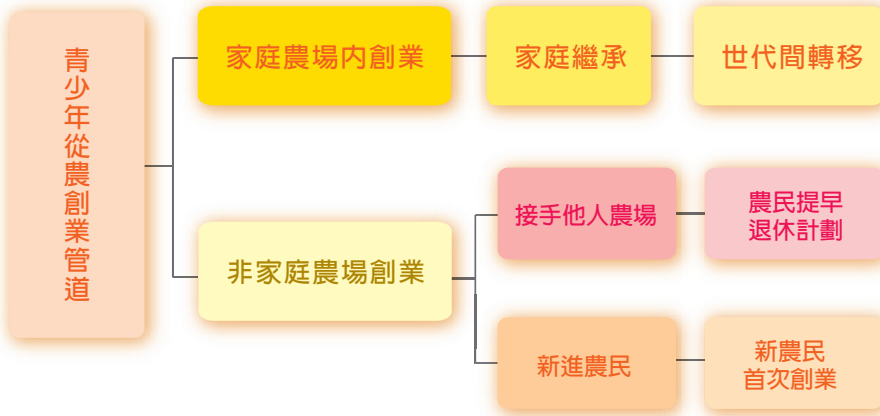 青少年從農創業管道
家庭農場內創業
家庭繼承
世代間轉移
非家庭農場創業
接手他人農場
農民提早
退休計劃
新進農民
新農民
首次創業